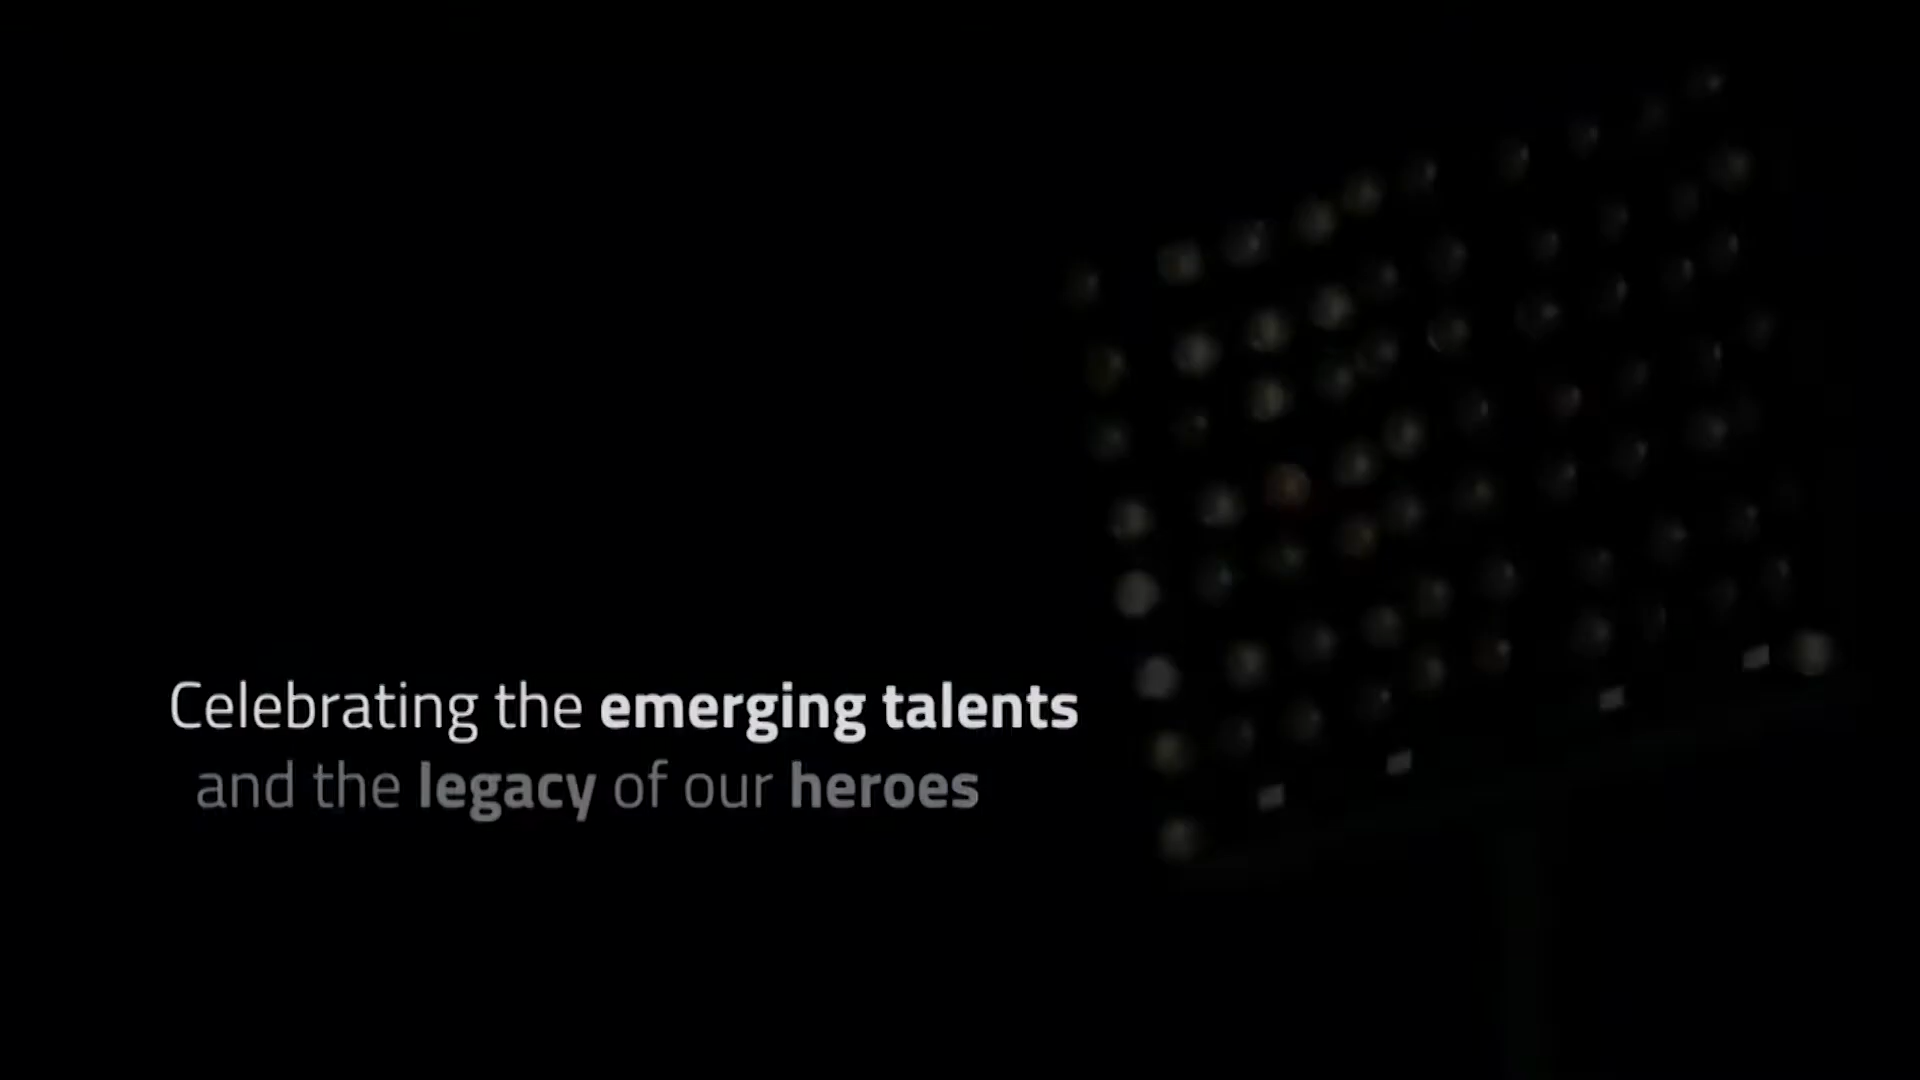 Celebrating the emerging talents
and the legacy of our heroes